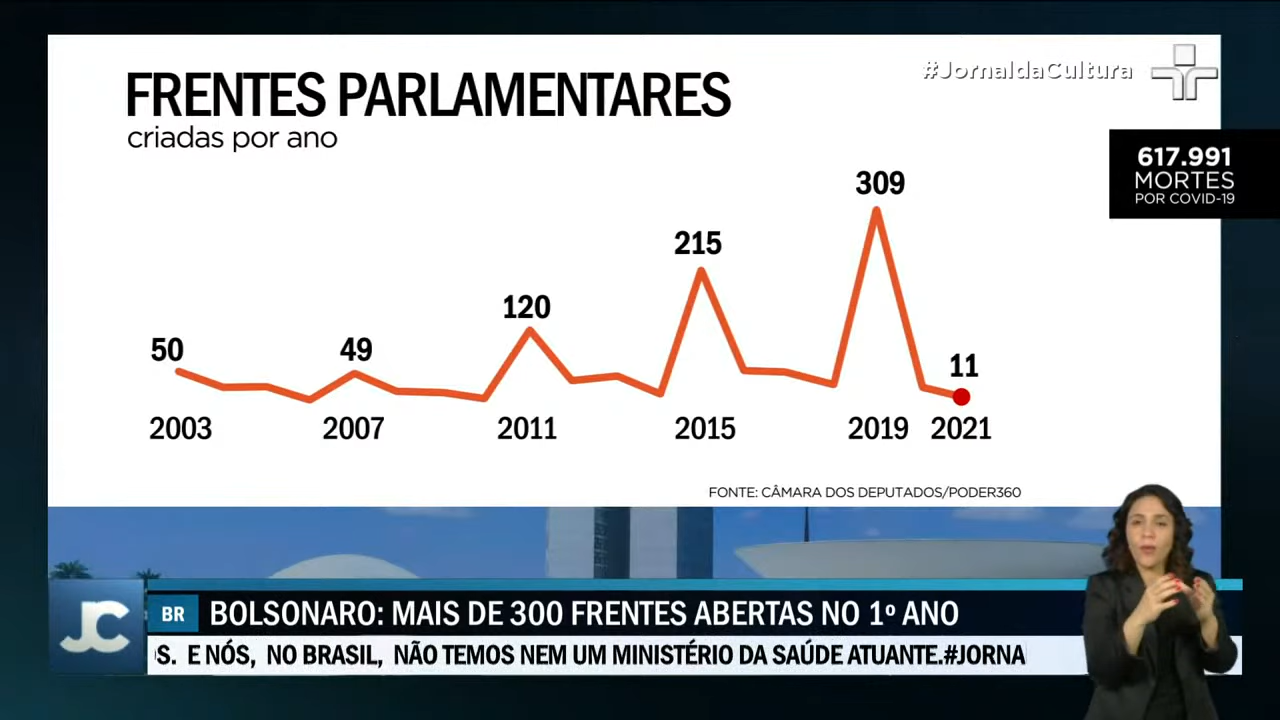 FRENTES PARLAMENTARES
criadas por ano
#JornaldaCultura
617.991
MORTES
POR COVID-19
309
215
120
50
49
11
2003
2007
2011
2015
2019
2021
FONTE: CÂMARA DOS DEPUTADOS/PODER360
JC
BR
BOLSONARO: MAIS DE 300 FRENTES ABERTAS NO 1º ANO
E NÓS, NO BRASIL, NÃO TEMOS NEM UM MINISTÉRIO DA SAÚDE ATUANTE.#JORNA